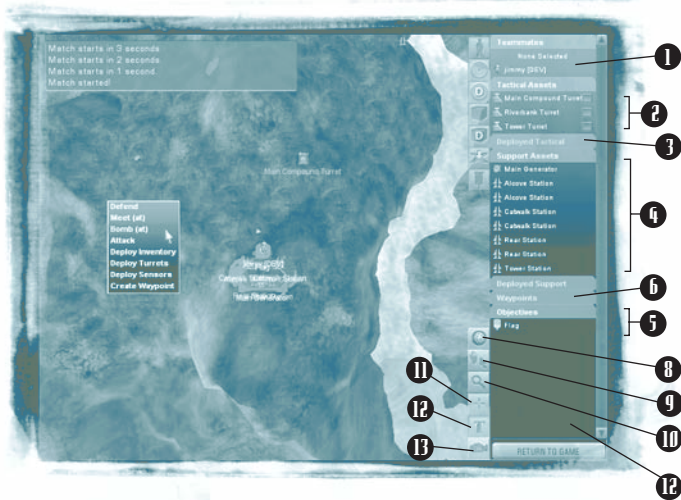 Match starts in 3 seconds
Match starts in 2 seconds
Match starts in 1 second.
Match started!
Main Compound Turret
Defend
Meet (at)
Bomb (at)
Attack
Deploy Inventory
Deploy Turrets
Deploy Sensors
Create Waypoint
Teammates
None Selected
jimmy [DEV]
Tactical Assets
Main Compound Turret
Riverbank Turret
Tower Turret
Deployed Tactical
Support Assets
Main Generator
Alcove Station
Alcove Station
Catwalk Station
Catwalk Station
Rear Station
Rear Station
Tower Station
Deployed Support
Waypoints
Objectives
Flag
RETURN TO GAME
D
D
1
2
3
4
6
5
8
9
10
11
12
13
12